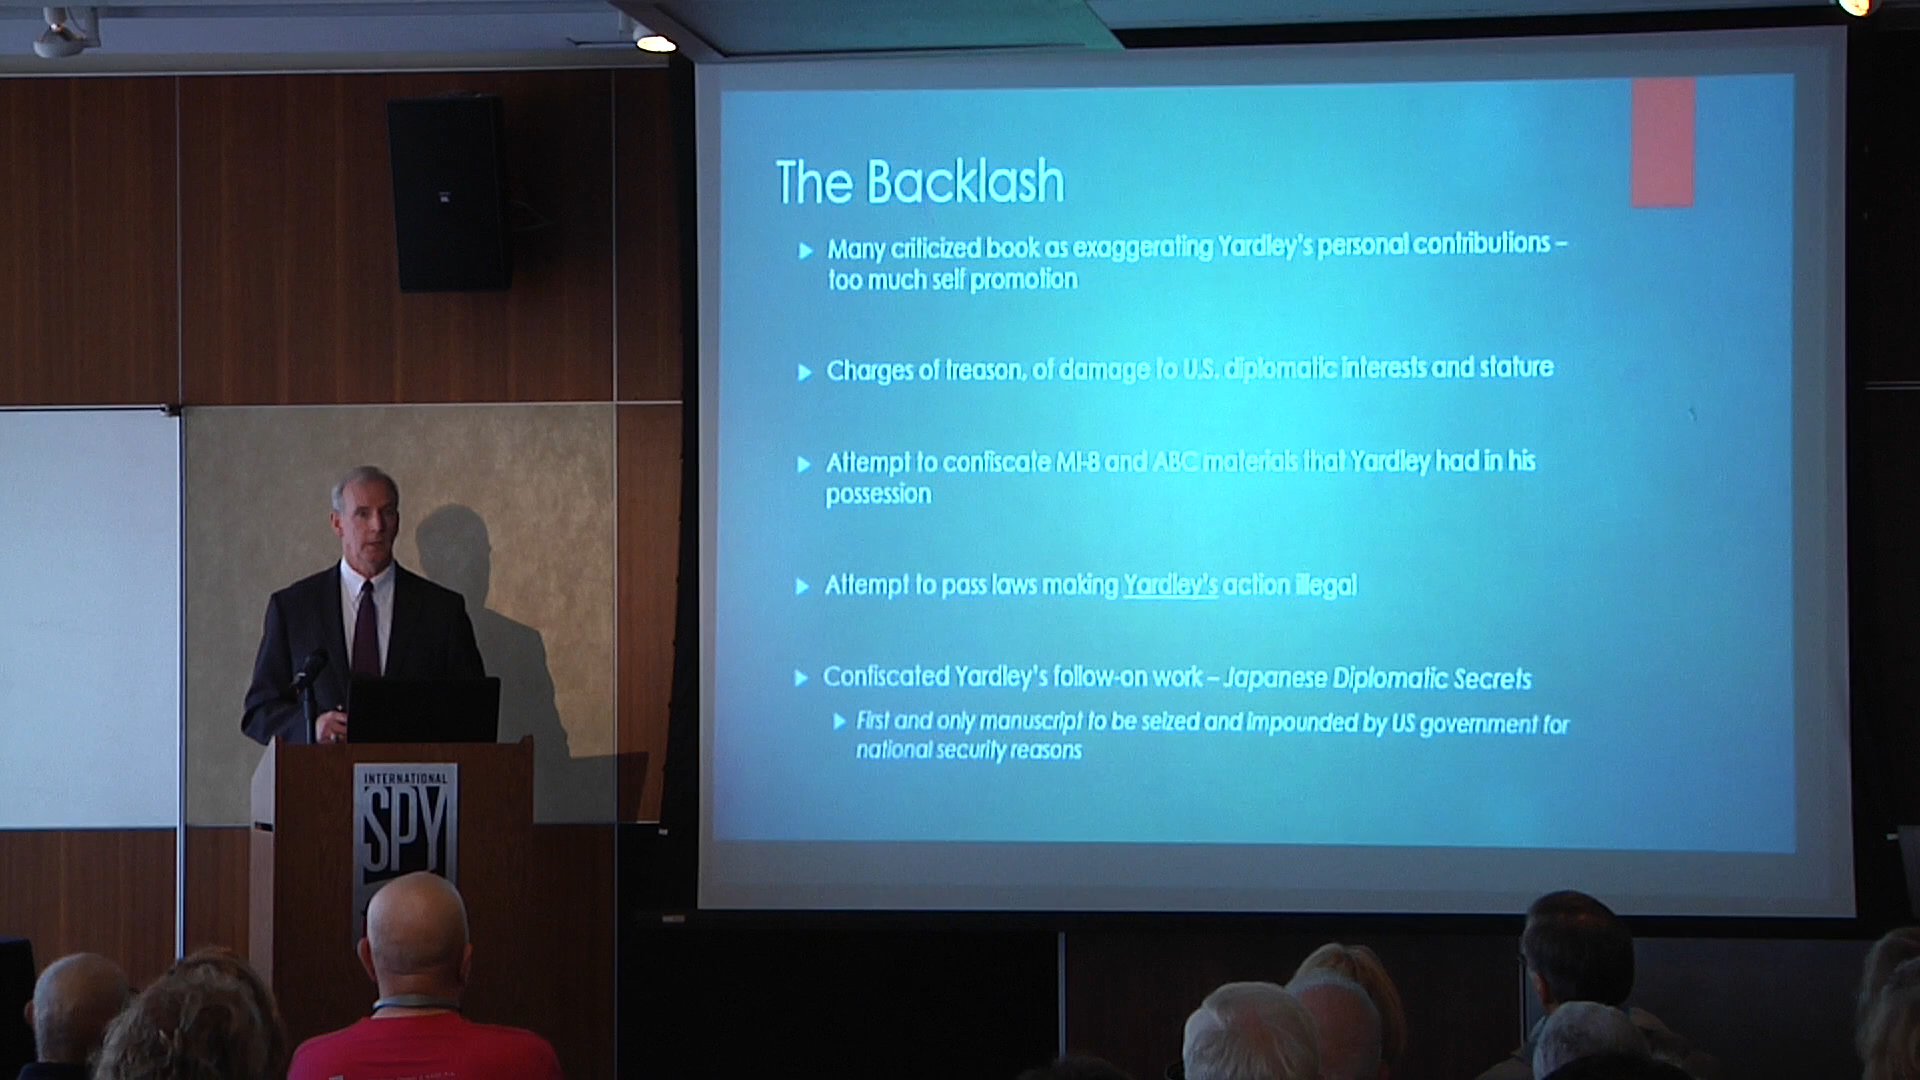 The Backlash
Many criticized book as exaggerating Yardley's personal contributions –
too much self promotion
Charges of treason, of damage to U.S. diplomatic interests and stature
Attempt to confiscate MI-8 and ABC materials that Yardley had in his
possession
Attempt to pass laws making Yardley's action illegal
Confiscated Yardley's follow-on work – Japanese Diplomatic Secrets
First and only manuscript to be seized and impounded by US government for
national security reasons
INTERNATIONAL
SPY